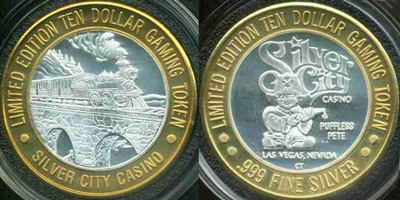 LIMITED EDITION TEN DOLLAR GAMING TOKEN
SILVER CITY CASINO
LIMITED EDITION TEN DOLLAR GAMING TOKEN
Silver
City
CASINO
PUFFLESS
PETE
LAS VEGAS, NEVADA
CT
.999 FINE SILVER